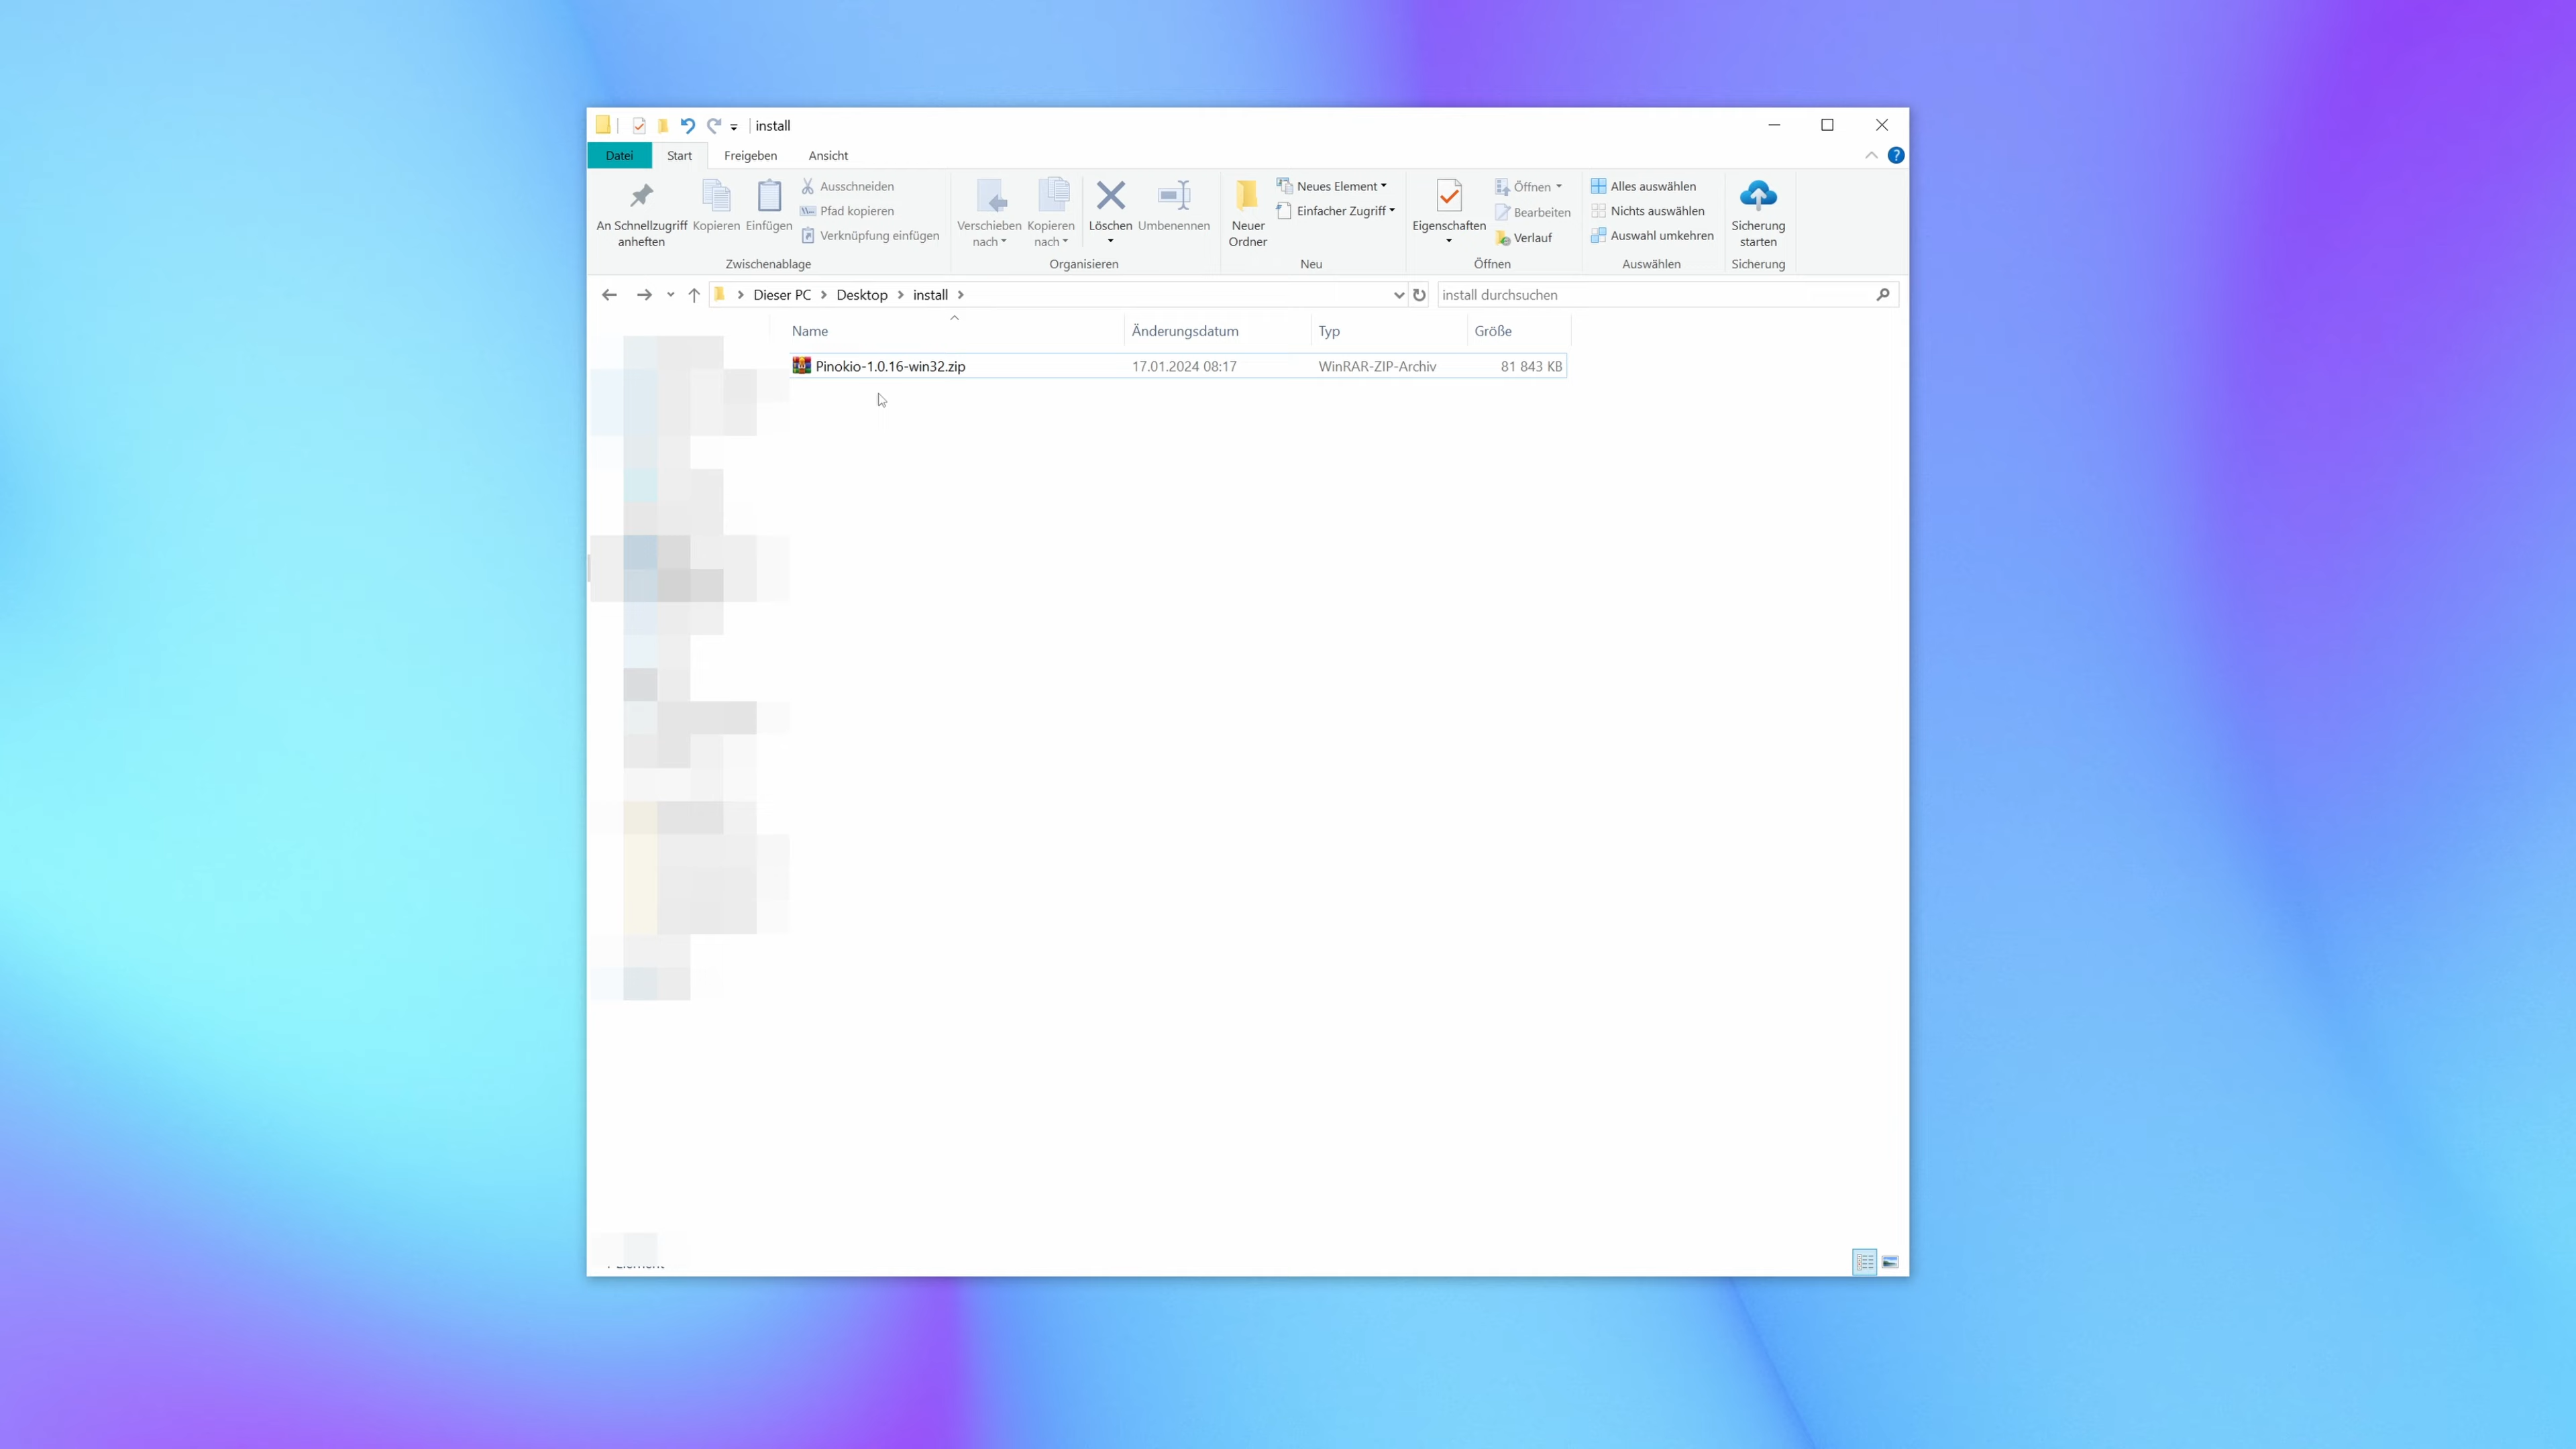 install
Datei Start Freigeben Ansicht
An Schnellzugriff anheften
Kopieren
Einfügen
Ausschneiden
Pfad kopieren
Verknüpfung einfügen
Zwischenablage
Verschieben nach
Kopieren nach
Löschen
Umbenennen
Organisieren
Neuer Ordner
Neues Element
Einfacher Zugriff
Neu
Eigenschaften
Öffnen
Bearbeiten
Verlauf
Öffnen
Alles auswählen
Nichts auswählen
Auswahl umkehren
Auswählen
Sicherung starten
Sicherung
Dieser PC Desktop install
install durchsuchen
Name Änderungsdatum Typ Größe
Pinokio-1.0.16-win32.zip 17.01.2024 08:17 WinRAR-ZIP-Archiv 81 843 KB